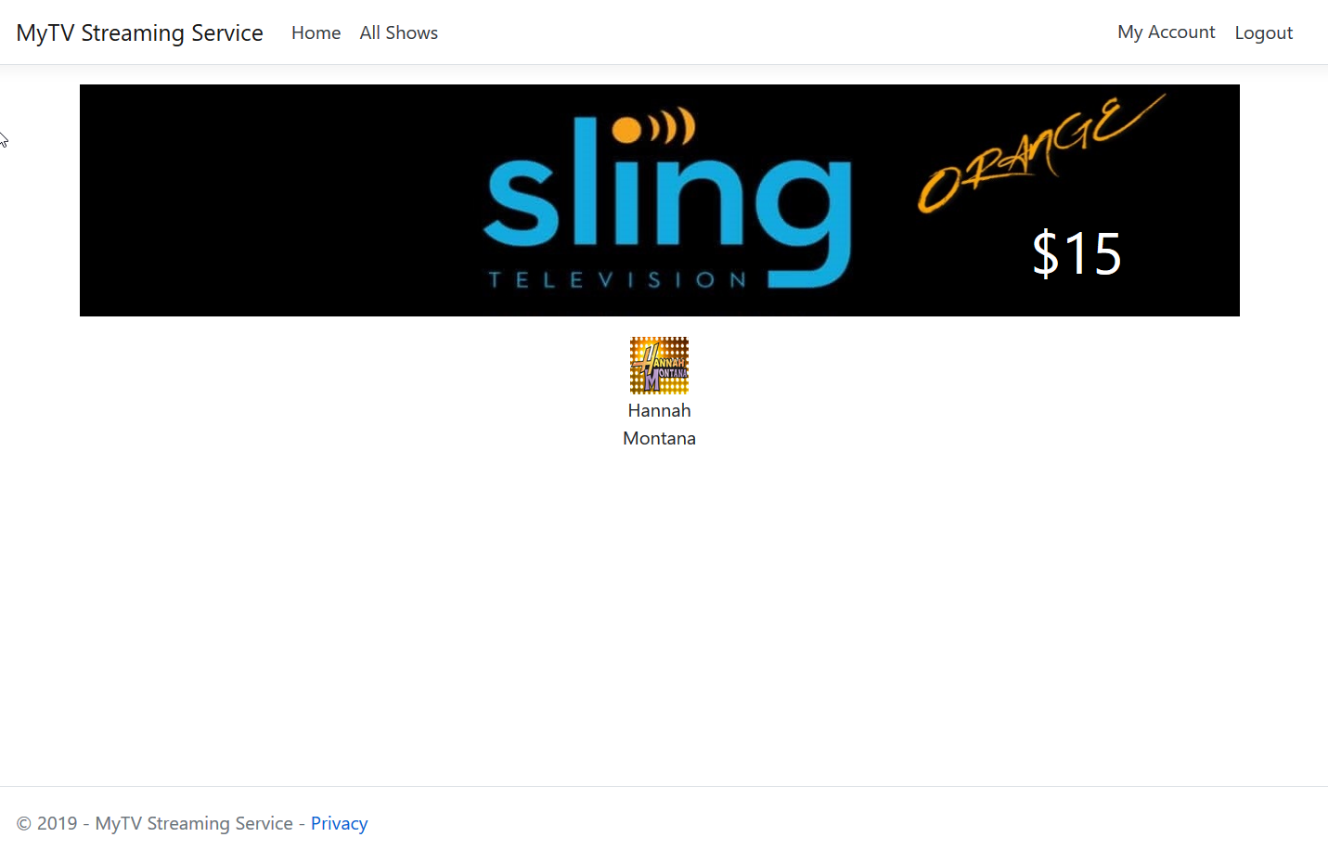 MyTV Streaming Service Home All Shows My Account Logout
sling
TELEVISION
ORANGE
$15
HANNAH
MONTANA
Hannah
Montana
© 2019 - MyTV Streaming Service - Privacy